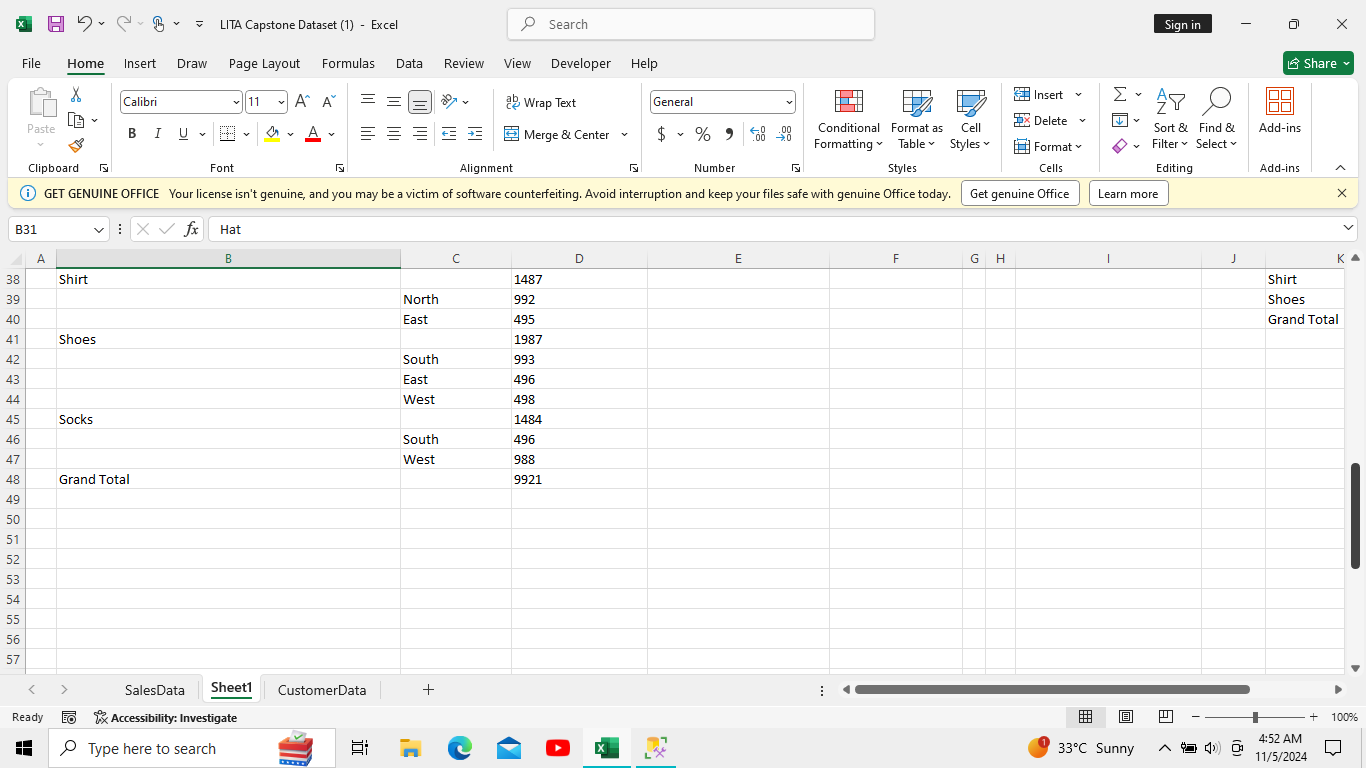 LITA Capstone Dataset (1) - Excel
Search
Sign in
File Home Insert Draw Page Layout Formulas Data Review View Developer Help
Share
Paste
Calibri 11
B I U A
ab Wrap Text
Merge & Center
General
$ % 9
Conditional Formatting
Format as Table
Cell Styles
Insert
Delete
Format
Sort & Filter
Find & Select
Add-ins
Clipboard Font Alignment Number Styles Cells Editing Add-ins
GET GENUINE OFFICE Your license isn't genuine, and you may be a victim of software counterfeiting. Avoid interruption and keep your files safe with genuine Office today. Get genuine Office Learn more
B31 fx Hat
A B C D E F G H I J K
38 Shirt 1487 Shirt
39 North 992 Shoes
40 East 495 Grand Total
41 Shoes 1987
42 South 993
43 East 496
44 West 498
45 Socks 1484
46 South 496
47 West 988
48 Grand Total 9921
49
50
51
52
53
54
55
56
57
SalesData Sheet1 CustomerData
Ready Accessibility: Investigate 100%
Type here to search
1 33°C Sunny
4:52 AM
11/5/2024